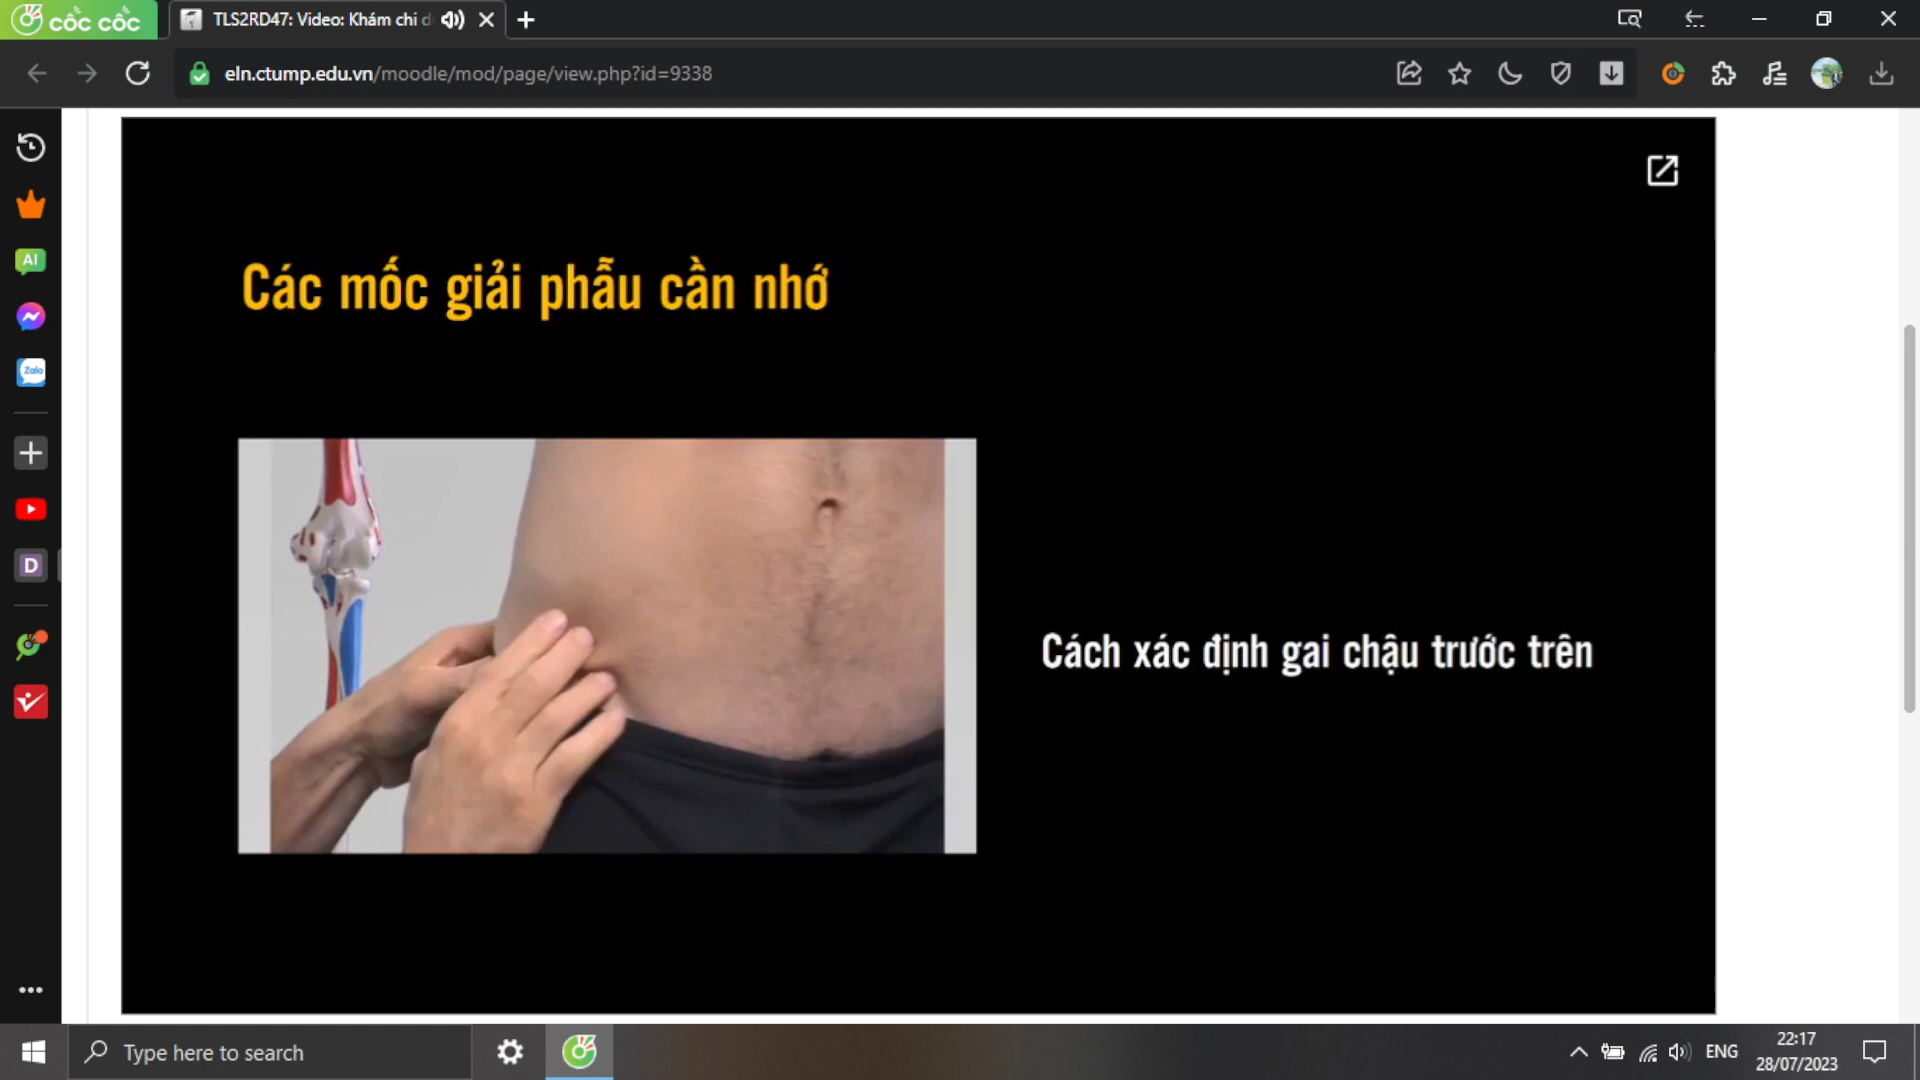 cốc cốc
TLS2RD47: Video: Khám chi d
eln.ctump.edu.vn/moodle/mod/page/view.php?id=9338
AI
Zalo
D
Các mốc giải phẫu cần nhớ
Cách xác định gai chậu trước trên
Type here to search
ENG
22:17
28/07/2023